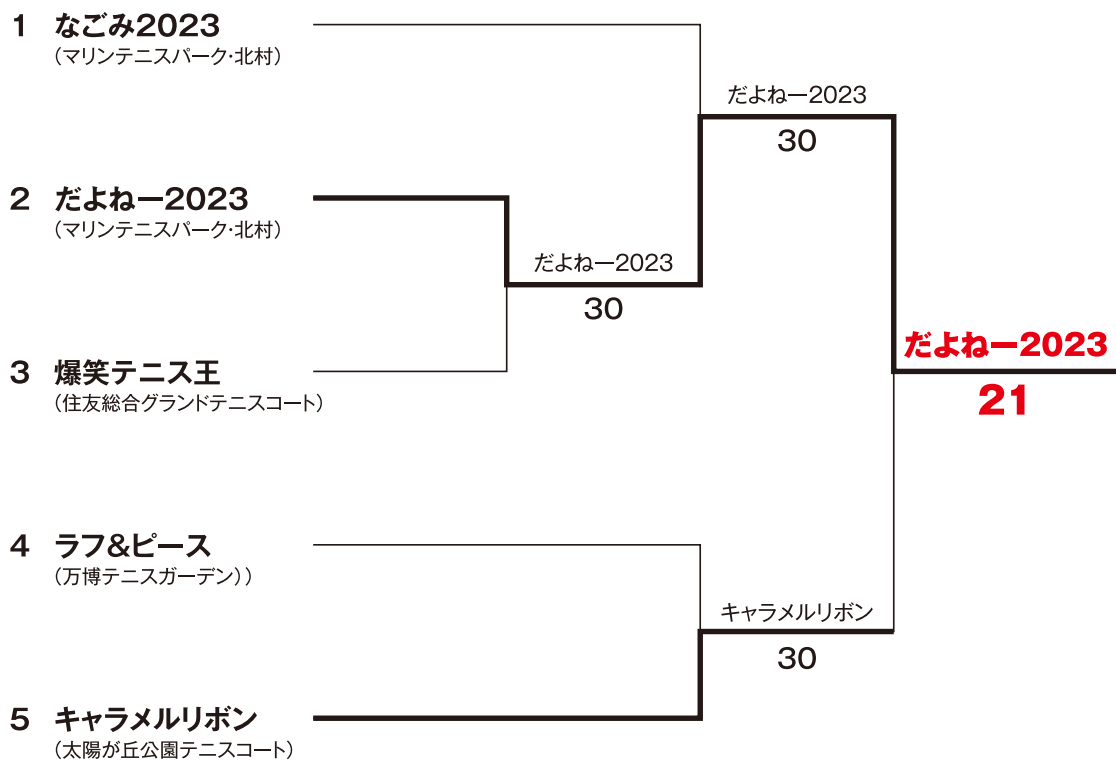 1 なごみ2023
（マリンテニスパーク・北村）
だよねー2023
30
2 だよねー2023
（マリンテニスパーク・北村）
だよねー2023
30
だよねー2023
21
3 爆笑テニス王
（住友総合グランドテニスコート）
4 ラフ&ピース
（万博テニスガーデン））
キャラメルリボン
30
5 キャラメルリボン
（太陽が丘公園テニスコート）